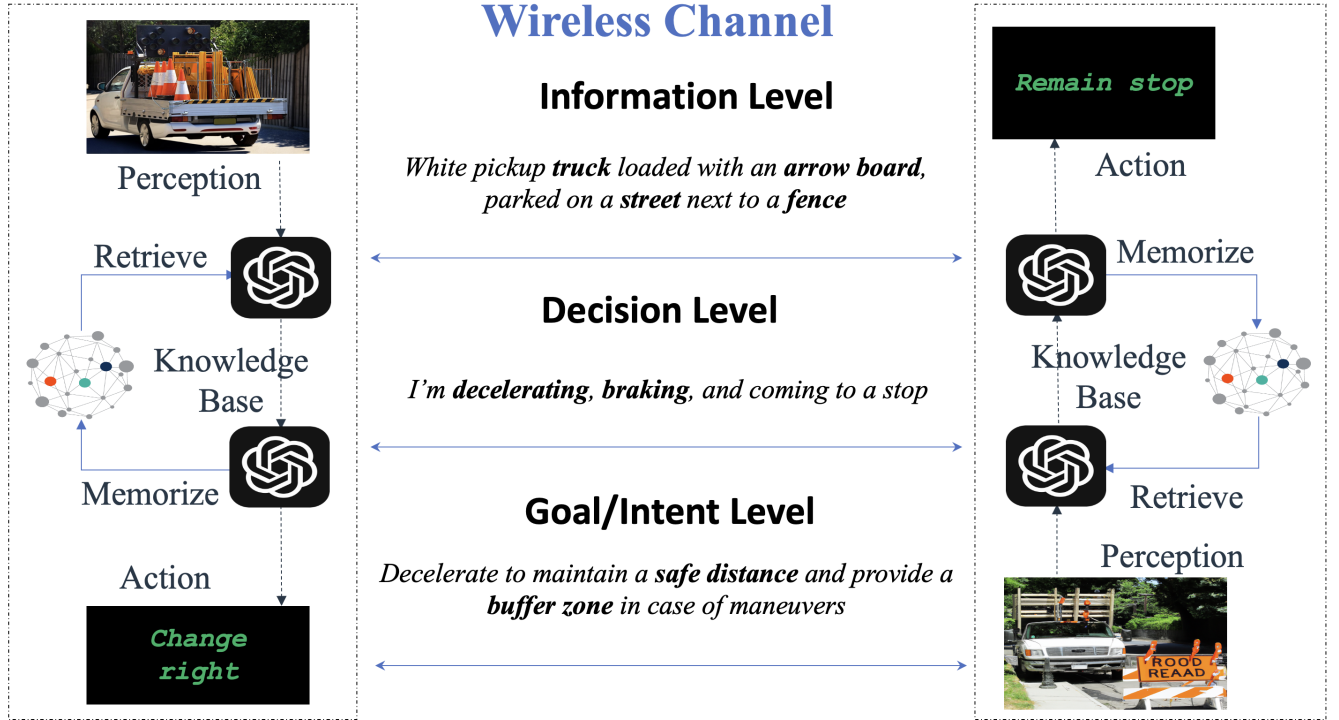 Wireless Channel
Perception
Retrieve
Knowledge
Base
Memorize
Action
Change
right
Information Level
White pickup truck loaded with an arrow board,
parked on a street next to a fence
Decision Level
I'm decelerating, braking, and coming to a stop
Goal/Intent Level
Decelerate to maintain a safe distance and provide a
buffer zone in case of maneuvers
Remain stop
Action
Memorize
Knowledge
Base
Retrieve
Perception
ROOD
REAAD